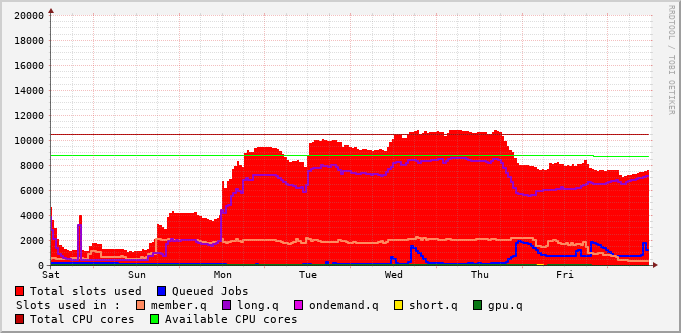 20000
18000
16000
14000
12000
10000
8000
6000
4000
2000
0
Sat Sun Mon Tue Wed Thu Fri
RRDTOOL / TOBI OETIKER
Total slots used Queued Jobs
Slots used in : member.q long.q ondemand.q short.q gpu.q
Total CPU cores Available CPU cores